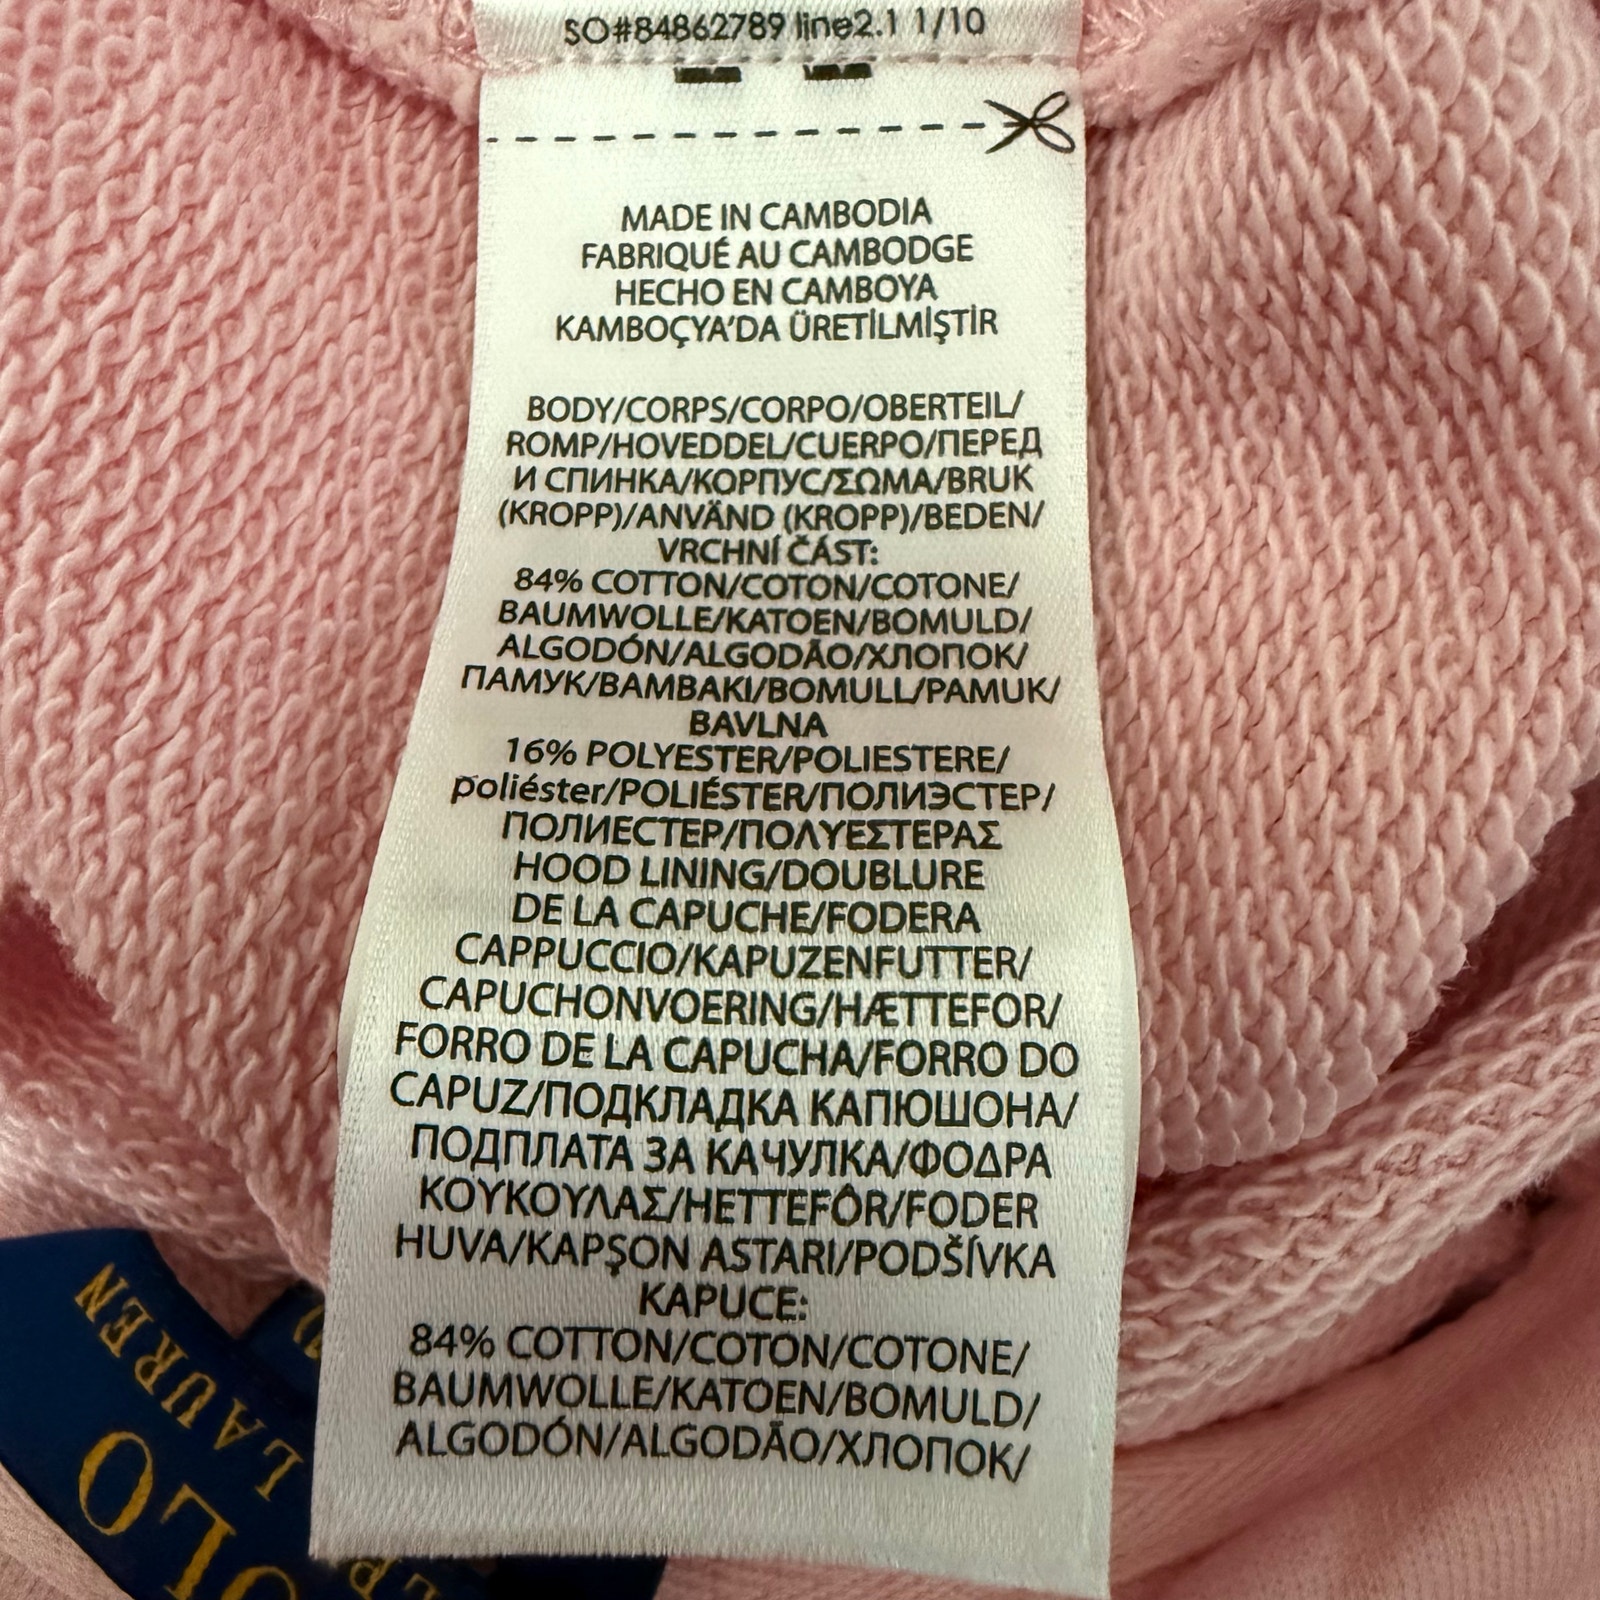 SO#84862789 line2.1 1/10
MADE IN CAMBODIA
FABRIQUÉ AU CAMBODGE
HECHO EN CAMBOYA
KAMBOÇYA'DA ÜRETİLMİŞTİR
BODY/CORPS/CORPO/OBERTEIL/
ROMP/HOVEDDEL/CUERPO/ПЕРЕД
И СПИНКА/КОРПУС/ΣΩΜΑ/BRUK
(KROPP)/ANVÄND (KROPP)/BEDEN/
VRCHNÍ ČÁST:
84% COTTON/COTON/COTONE/
BAUMWOLLE/KATOEN/BOMULD/
ALGODÓN/ALGODÃO/ХЛОПОК/
ПАМУК/ΒΑΜΒΑΚΙ/BOMULL/PAMUK/
BAVLNA
16% POLYESTER/POLIESTERE/
poliéster/POLIÉSTER/ПОЛИЭСТЕР/
ПОЛИЕСТЕР/ΠΟΛΥΕΣΤΕΡΑΣ
HOOD LINING/DOUBLURE
DE LA CAPUCHE/FODERA
CAPPUCCIO/KAPUZENFUTTER/
CAPUCHONVOERING/HÆTTEFOR/
FORRO DE LA CAPUCHA/FORRO DO
CAPUZ/ПОДКЛАДКА КАПЮШОНА/
ПОДПЛАТА ЗА КАЧУЛКА/ΦΟΔΡΑ
ΚΟΥΚΟΥΛΑΣ/HETTEFÔR/FODER
HUVA/KAPŞON ASTARI/PODŠÍVKA
KAPUCE:
84% COTTON/COTON/COTONE/
BAUMWOLLE/KATOEN/BOMULD/
ALGODÓN/ALGODÃO/ХЛОПОК/
LAUREN